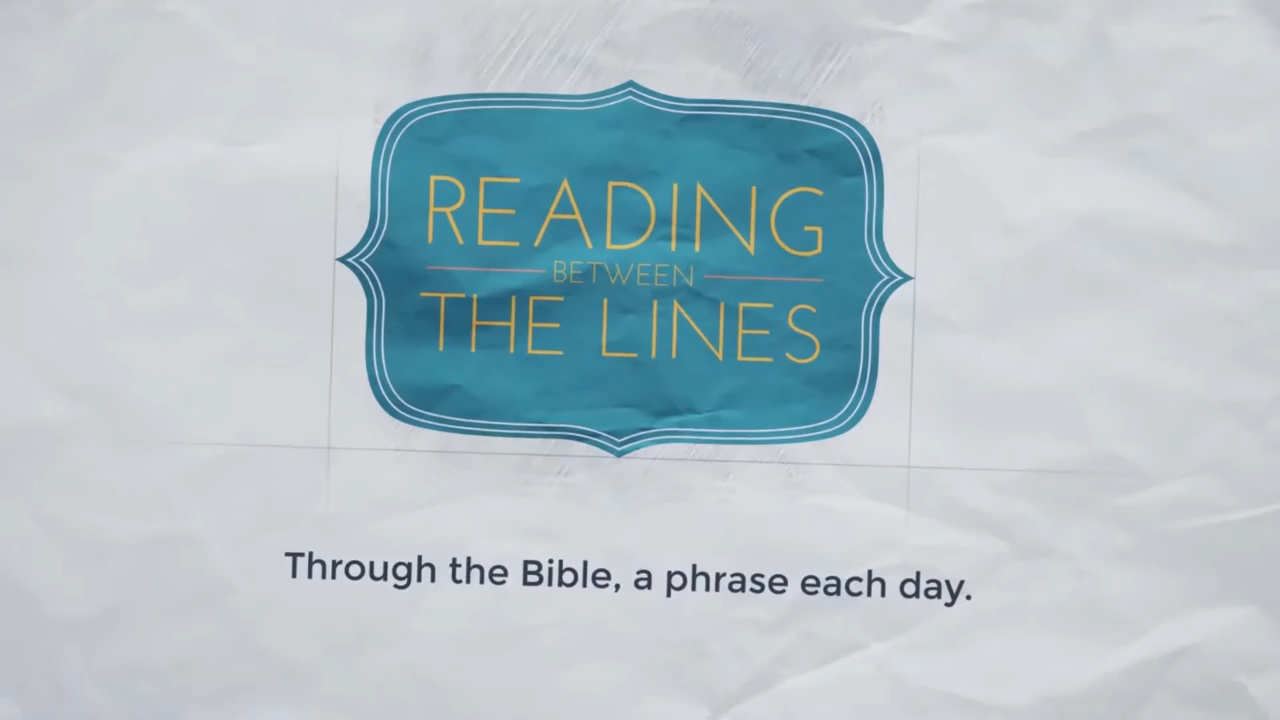 READING
BETWEEN
THE LINES
Through the Bible, a phrase each day.